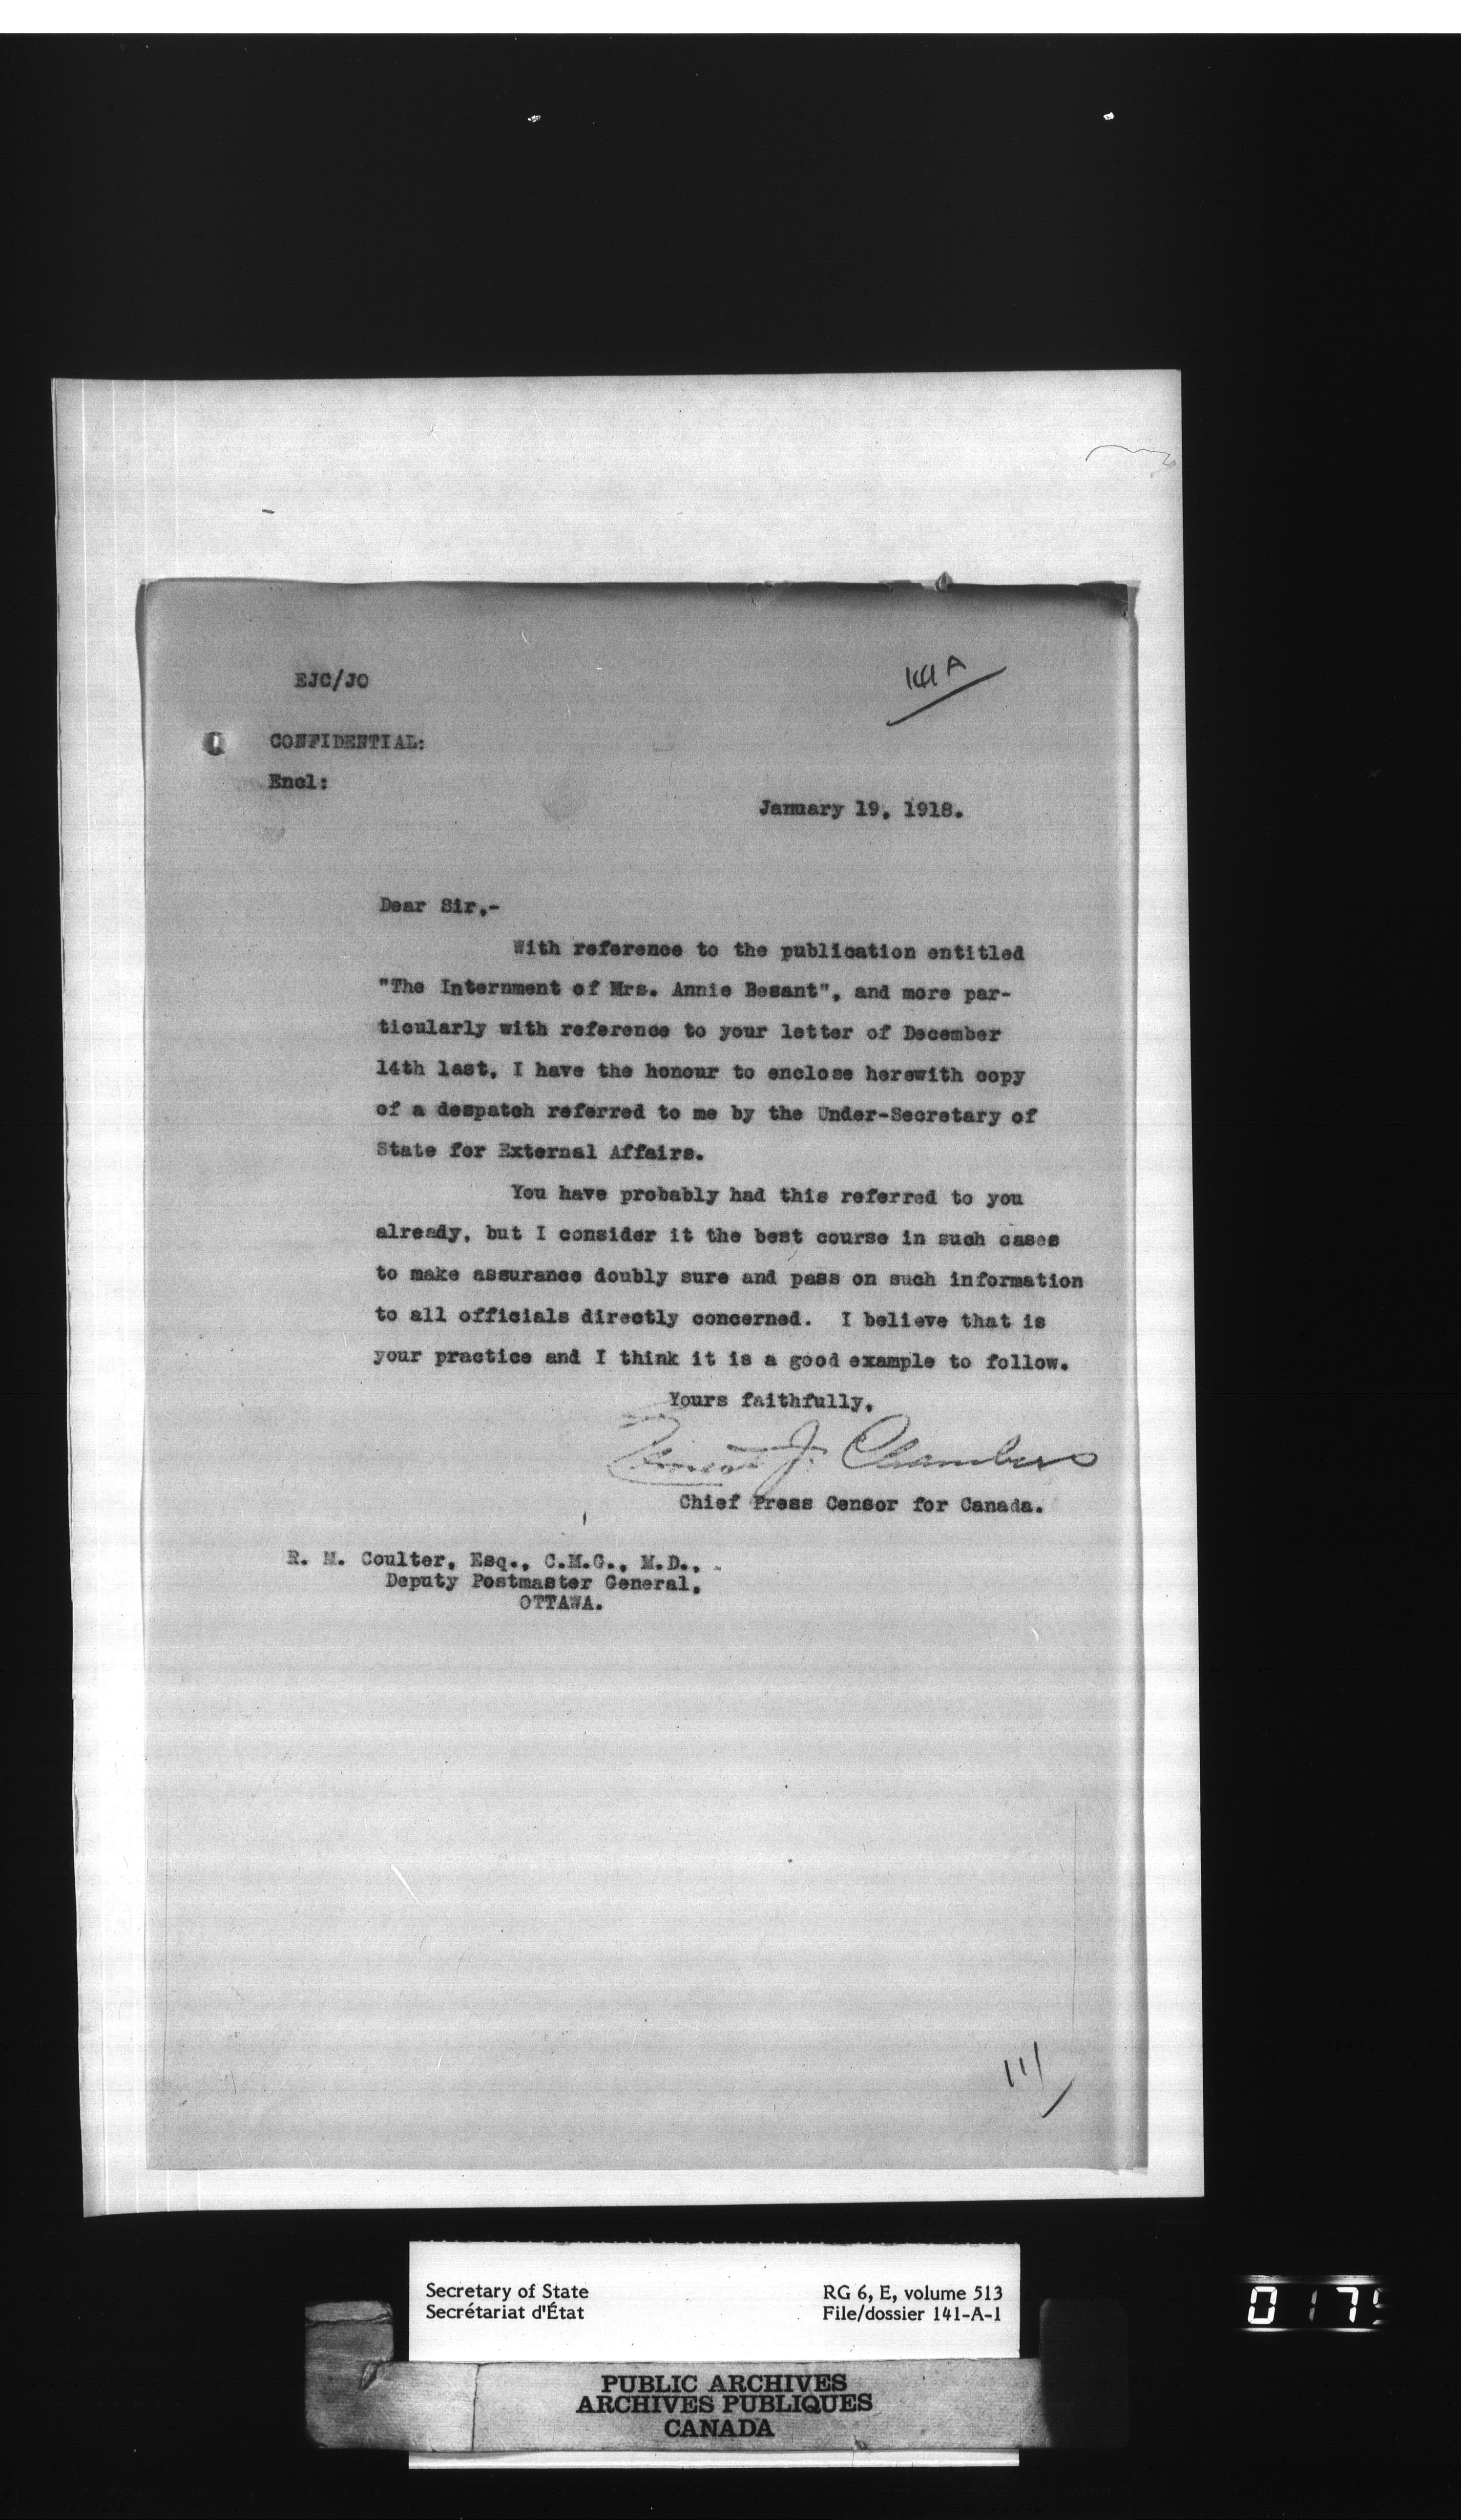 EJC/JO
141A
CONFIDENTIAL:
Encl:
January 19, 1918.
Dear Sir,-
With reference to the publication entitled
"The Internment of Mrs. Annie Besant", and more par-
ticularly with reference to your letter of December
14th last, I have the honour to enclose herewith copy
of a despatch referred to me by the Under-Secretary of
State for External Affairs.
You have probably had this referred to you
already, but I consider it the best course in such cases
to make assurance doubly sure and pass on such information
to all officials directly concerned. I believe that is
your practice and I think it is a good example to follow.
Yours faithfully,
Ernest J. Chambers
Chief Press Censor for Canada.
R. M. Coulter, Esq., C.M.G., M.D.,
Deputy Postmaster General,
OTTAWA.
111
Secretary of State
Secrétariat d'État
RG 6, E, volume 513
File/dossier 141-A-1
PUBLIC ARCHIVES
ARCHIVES PUBLIQUES
CANADA
017